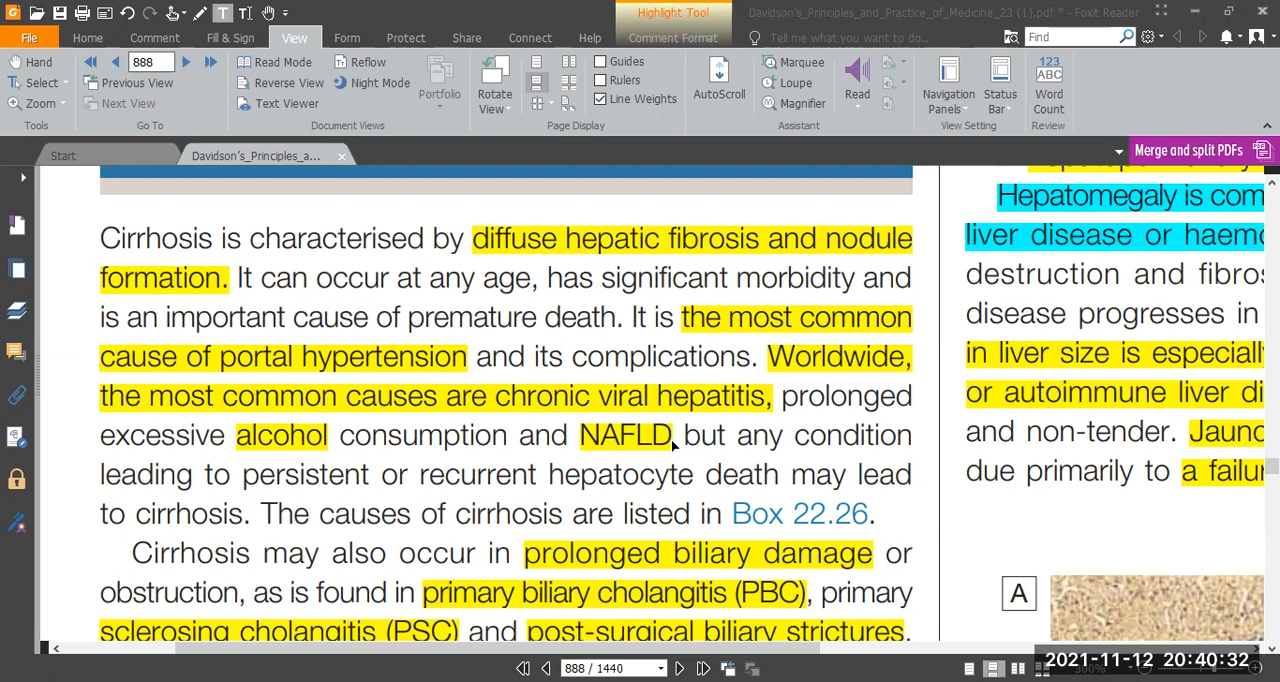 Highlight Tool
Davidson's_Principles_and_Practice_of_Medicine_23 (1).pdf * - Foxit Reader
File Home Comment Fill & Sign View Form Protect Share Connect Help Comment Format Tell me what you want to do.. Find
Hand 888 Read Mode Reflow Guides Marquee
Select Previous View Reverse View Night Mode Rulers Loupe
Zoom Next View Text Viewer Portfolio Rotate View Line Weights AutoScroll Magnifier Read Navigation Panels Status Bar Word Count
123
ABC
Tools Go To Document Views Page Display Assistant View Setting Review
Start Davidson's_Principles_a... Merge and split PDFs
Cirrhosis is characterised by diffuse hepatic fibrosis and nodule
formation. It can occur at any age, has significant morbidity and
is an important cause of premature death. It is the most common
cause of portal hypertension and its complications. Worldwide,
the most common causes are chronic viral hepatitis, prolonged
excessive alcohol consumption and NAFLD, but any condition
leading to persistent or recurrent hepatocyte death may lead
to cirrhosis. The causes of cirrhosis are listed in Box 22.26.
Cirrhosis may also occur in prolonged biliary damage or
obstruction, as is found in primary biliary cholangitis (PBC), primary
sclerosing cholangitis (PSC) and post-surgical biliary strictures.
Hepatomegaly is com
liver disease or haemo
destruction and fibros
disease progresses in
in liver size is especiall
or autoimmune liver di
and non-tender. Jaund
due primarily to a failur
A
888 / 1440
2021-11-12 20:40:32
300%